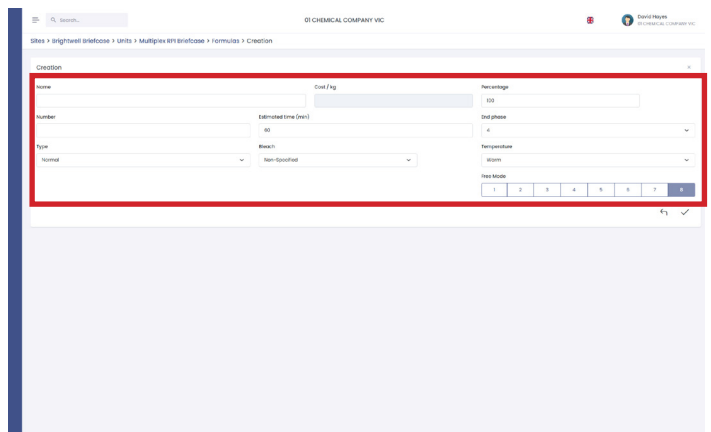 Search...
01 CHEMICAL COMPANY VIC
David Hayes
01 CHEMICAL COMPANY VIC
Sites > Brightwell Briefcase > Units > Multiplex RPI Briefcase > Formulas > Creation
Creation
Name
Cost / kg
Percentage
100
Number
Estimated time (min)
End phase
60
4
Type
Bleach
Temperature
Normal
Non-Specified
Warm
Free Mode
1 2 3 4 5 6 7 8